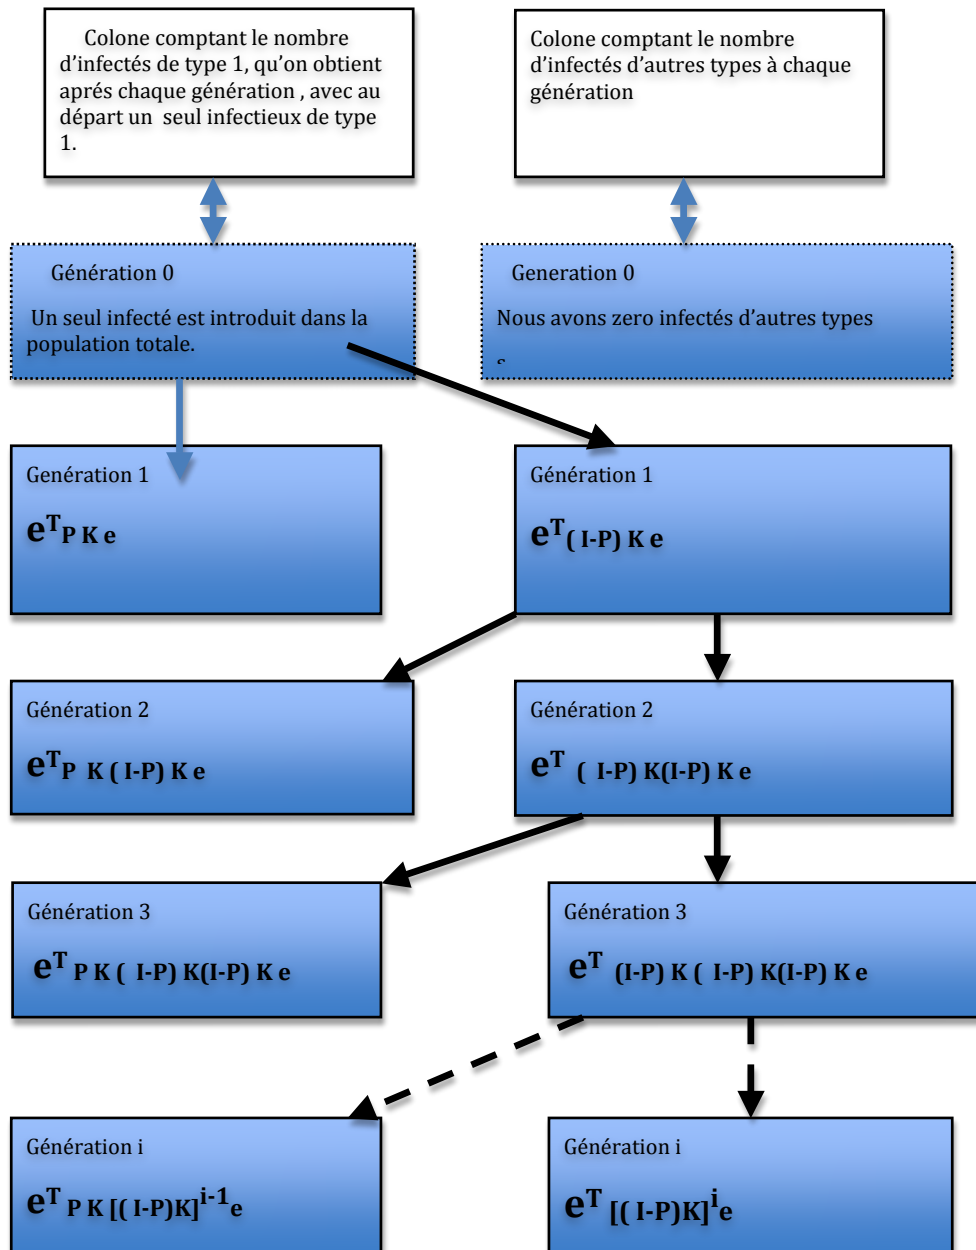 Colone comptant le nombre
d’infectés de type 1, qu’on obtient
aprés chaque génération , avec au
départ un seul infectieux de type
1.
Colone comptant le nombre
d’infectés d’autres types à chaque
génération
Génération 0
Un seul infecté est introduit dans la
population totale.
Generation 0
Nous avons zero infectés d’autres types
s
Genération 1
e^T P K e
Génération 1
e^T ( I-P) K e
Génération 2
e^T P K ( I-P) K e
Génération 2
e^T ( I-P) K(I-P) K e
Génération 3
e^T P K ( I-P) K(I-P) K e
Génération 3
e^T (I-P) K ( I-P) K(I-P) K e
Génération i
e^T P K [( I-P)K]^i-1 e
Génération i
e^T [( I-P)K]^i e